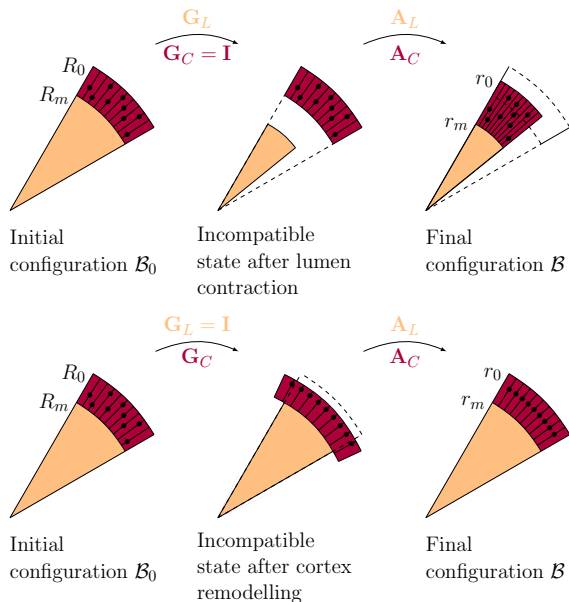 G_L A_L
G_C = I A_C
R_0
R_m
r_0
r_m
Initial
configuration B_0
Incompatible
state after lumen
contraction
Final
configuration B
G_L = I A_L
G_C A_C
R_0
R_m
r_0
r_m
Initial
configuration B_0
Incompatible
state after cortex
remodelling
Final
configuration B